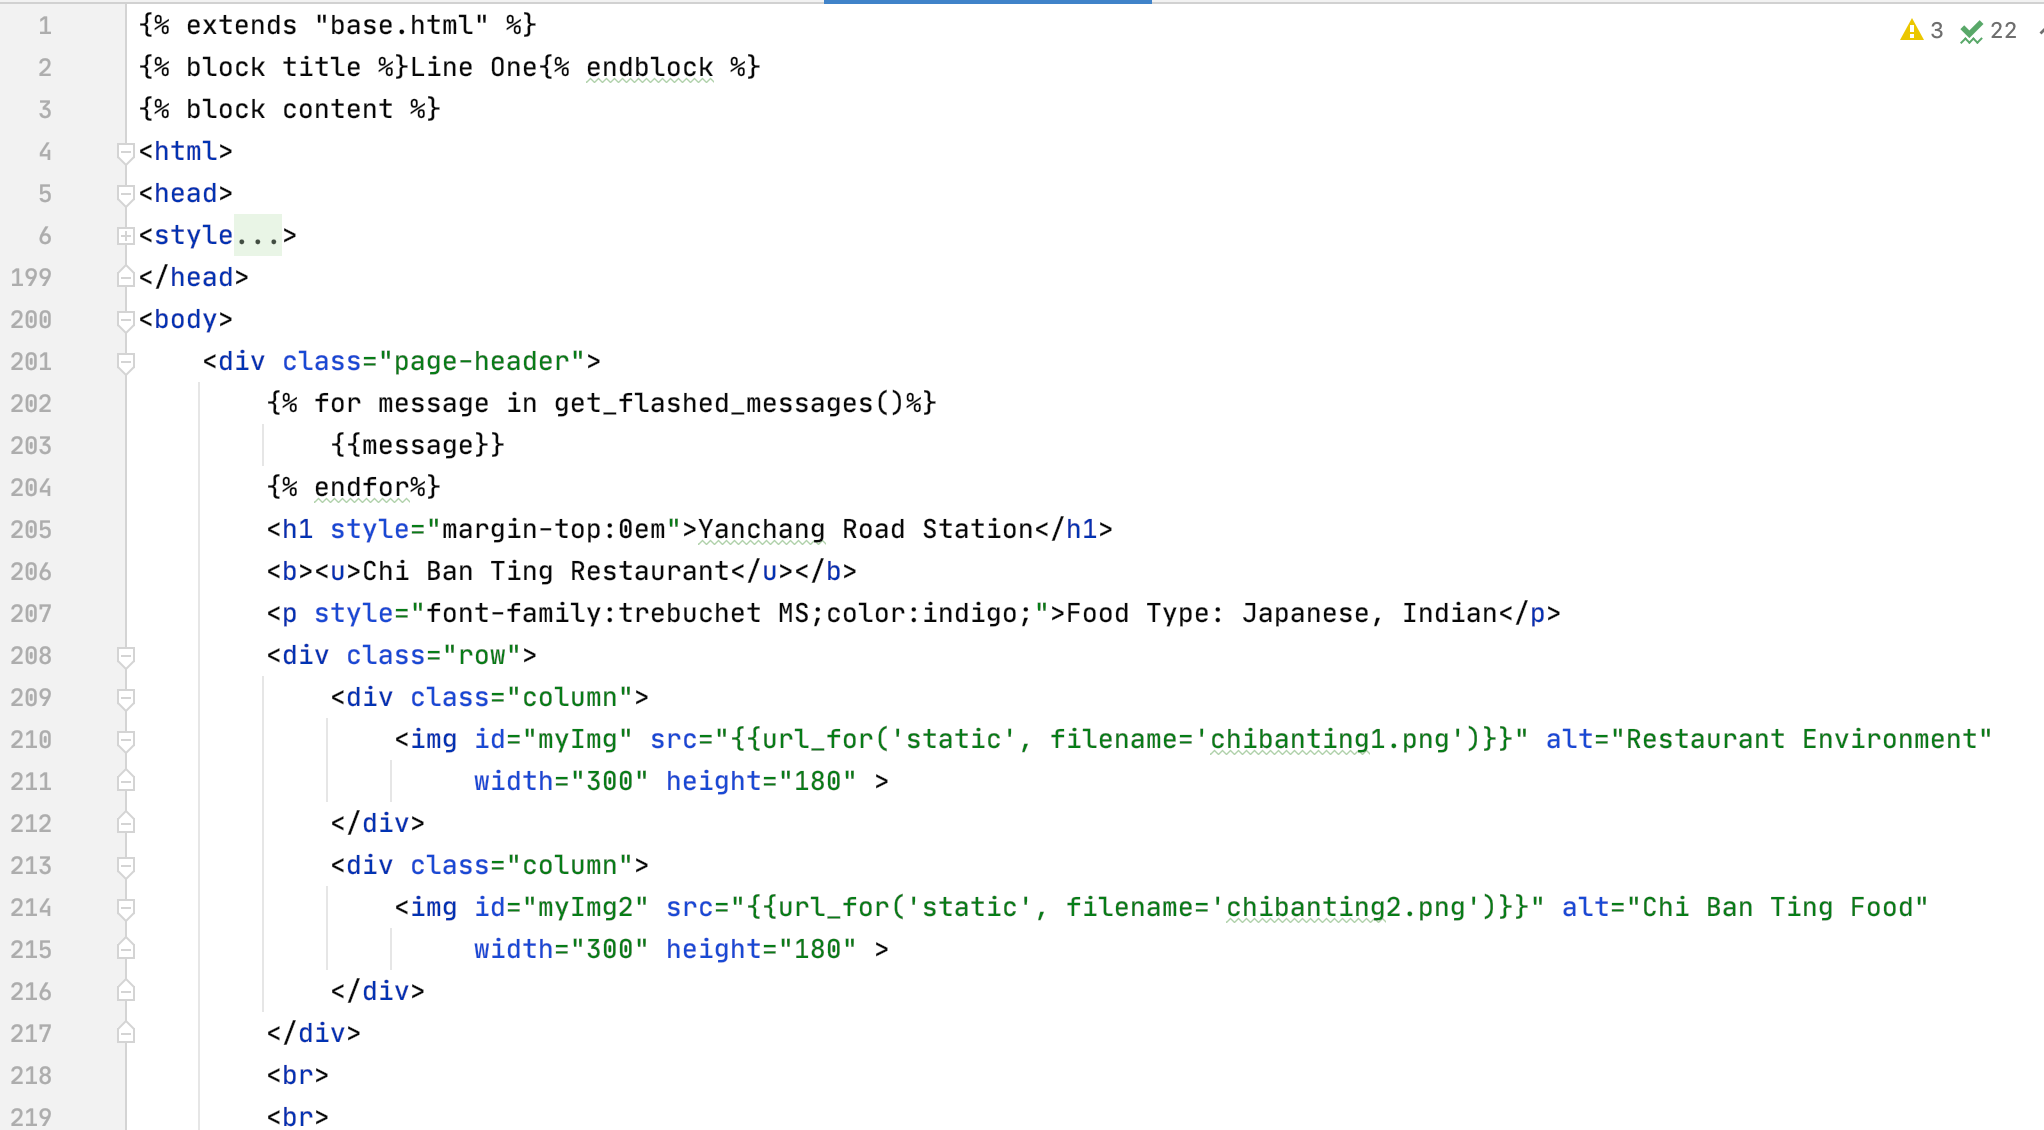 1 {% extends "base.html" %}
3 22
2 {% block title %}Line One{% endblock %}
3 {% block content %}
4 <html>
5 <head>
6 <style...>
199 </head>
200 <body>
201 <div class="page-header">
202 {% for message in get_flashed_messages()%}
203 {{message}}
204 {% endfor%}
205 <h1 style="margin-top:0em">Yanchang Road Station</h1>
206 <b><u>Chi Ban Ting Restaurant</u></b>
207 <p style="font-family:trebuchet MS;color:indigo;">Food Type: Japanese, Indian</p>
208 <div class="row">
209 <div class="column">
210 <img id="myImg" src="{{url_for('static', filename='chibanting1.png')}}" alt="Restaurant Environment"
211 width="300" height="180" >
212 </div>
213 <div class="column">
214 <img id="myImg2" src="{{url_for('static', filename='chibanting2.png')}}" alt="Chi Ban Ting Food"
215 width="300" height="180" >
216 </div>
217 </div>
218 <br>
219 <br>